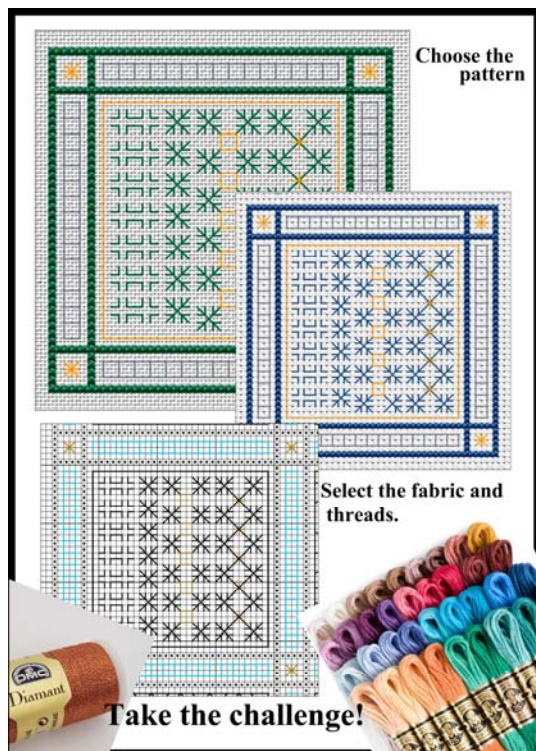 Choose the
pattern
Select the fabric and
threads.
DMC
Diamant
Take the challenge!